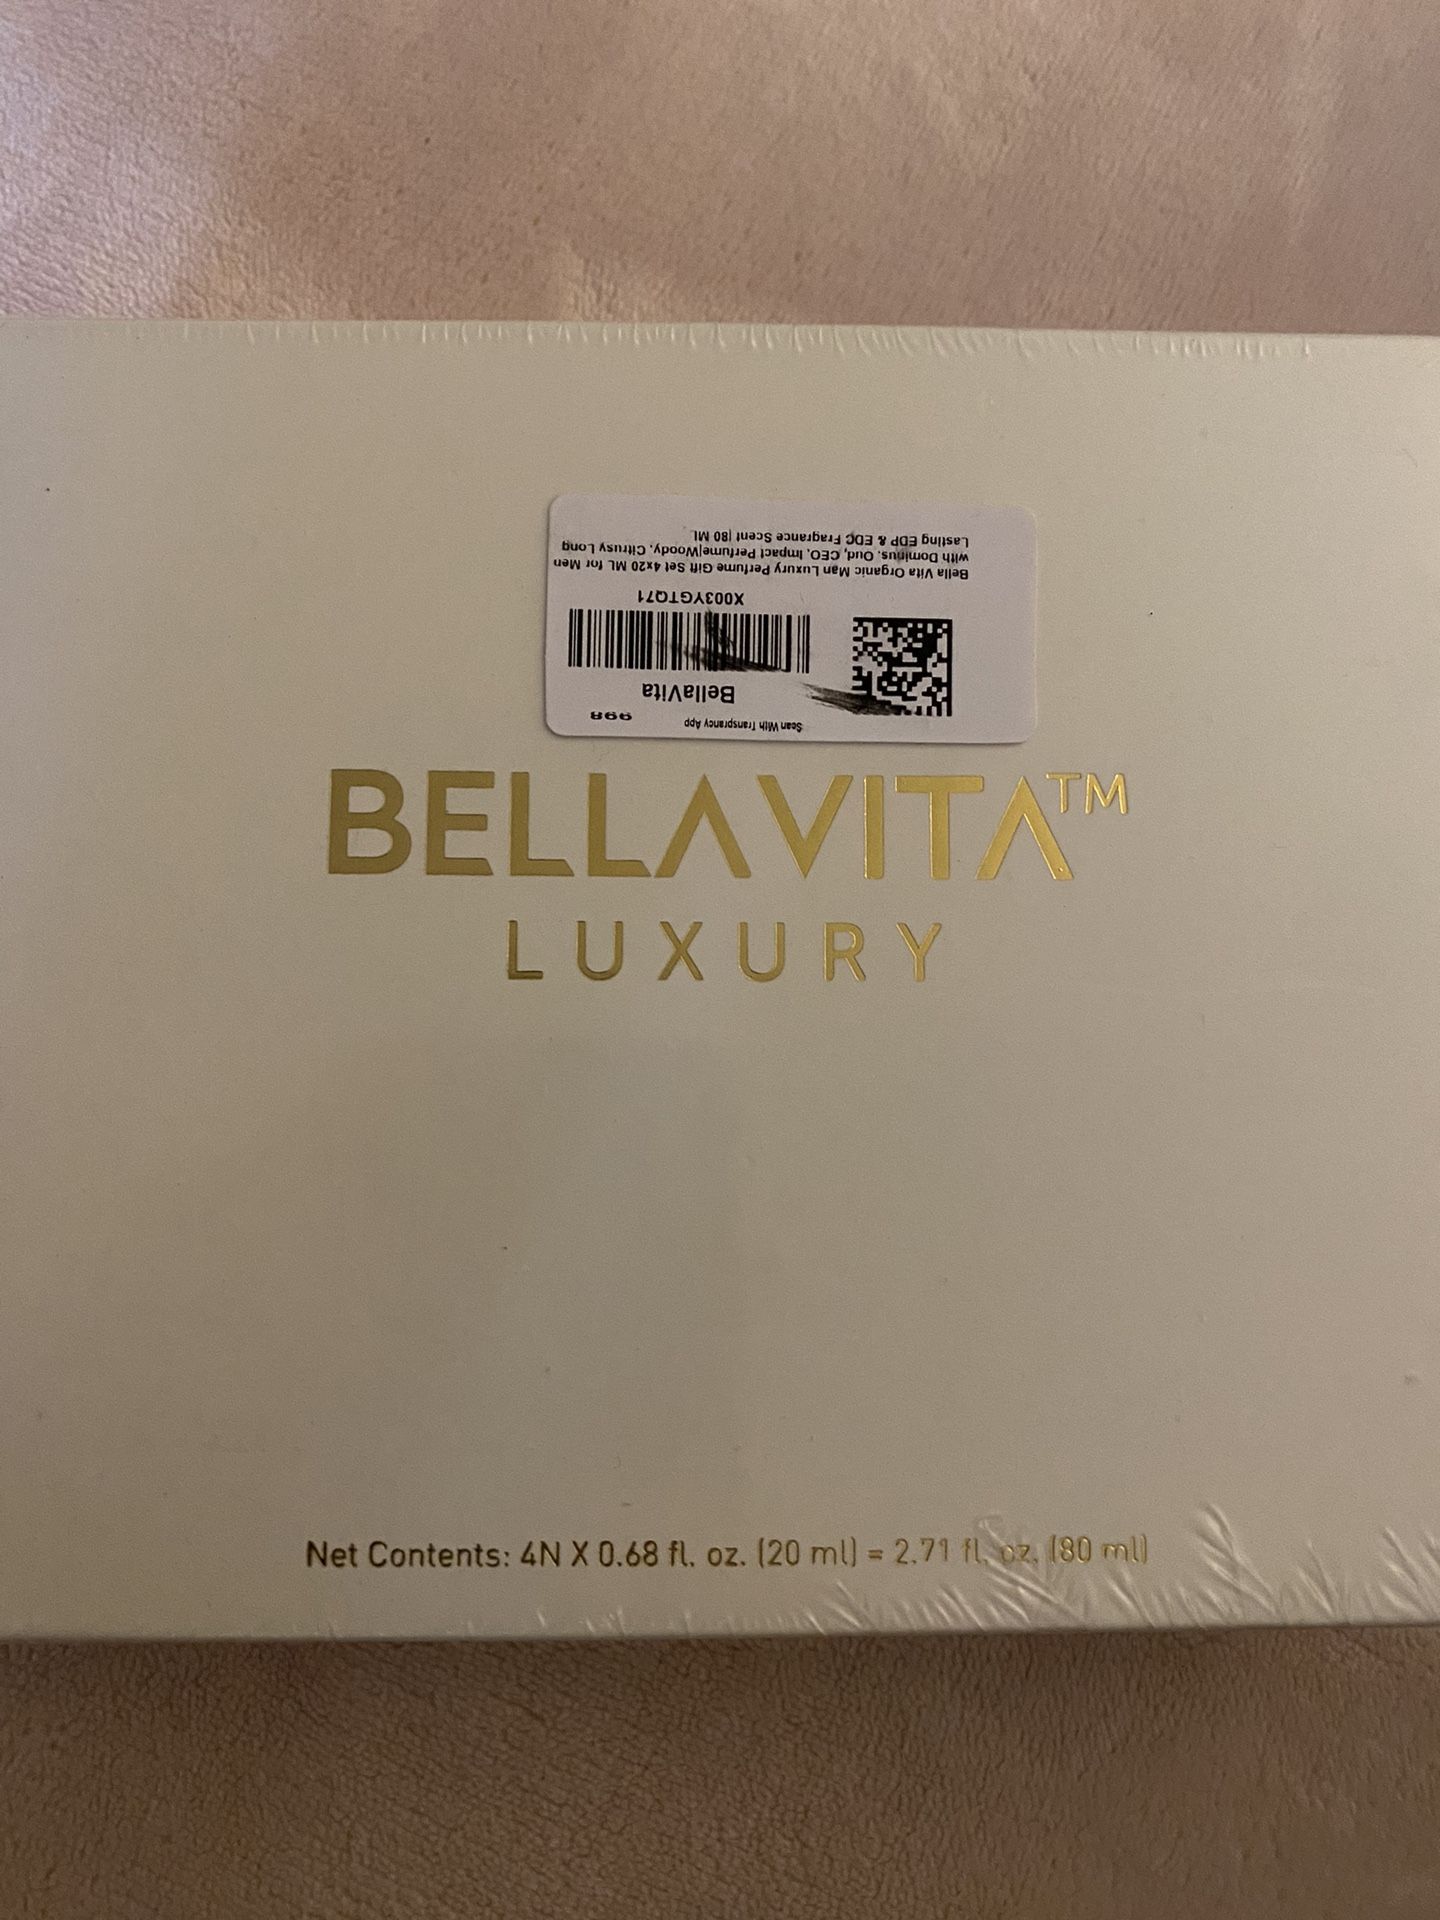 Bella Vita Organic Man Luxury Perfume Gift Set 4x20 ML for Men
with Dominus. Oud, CEO, Impact Perfume|Woody, Citrusy Long
Lasting EDP & EDC Fragrance Scent |80 ML
X003YGTQ71
BellaVita
Scan With Transprancy App
998
BELLAVITA™
LUXURY
Net Contents: 4N X 0.68 fl. oz. (20 ml) = 2.71 fl. oz. (80 ml)